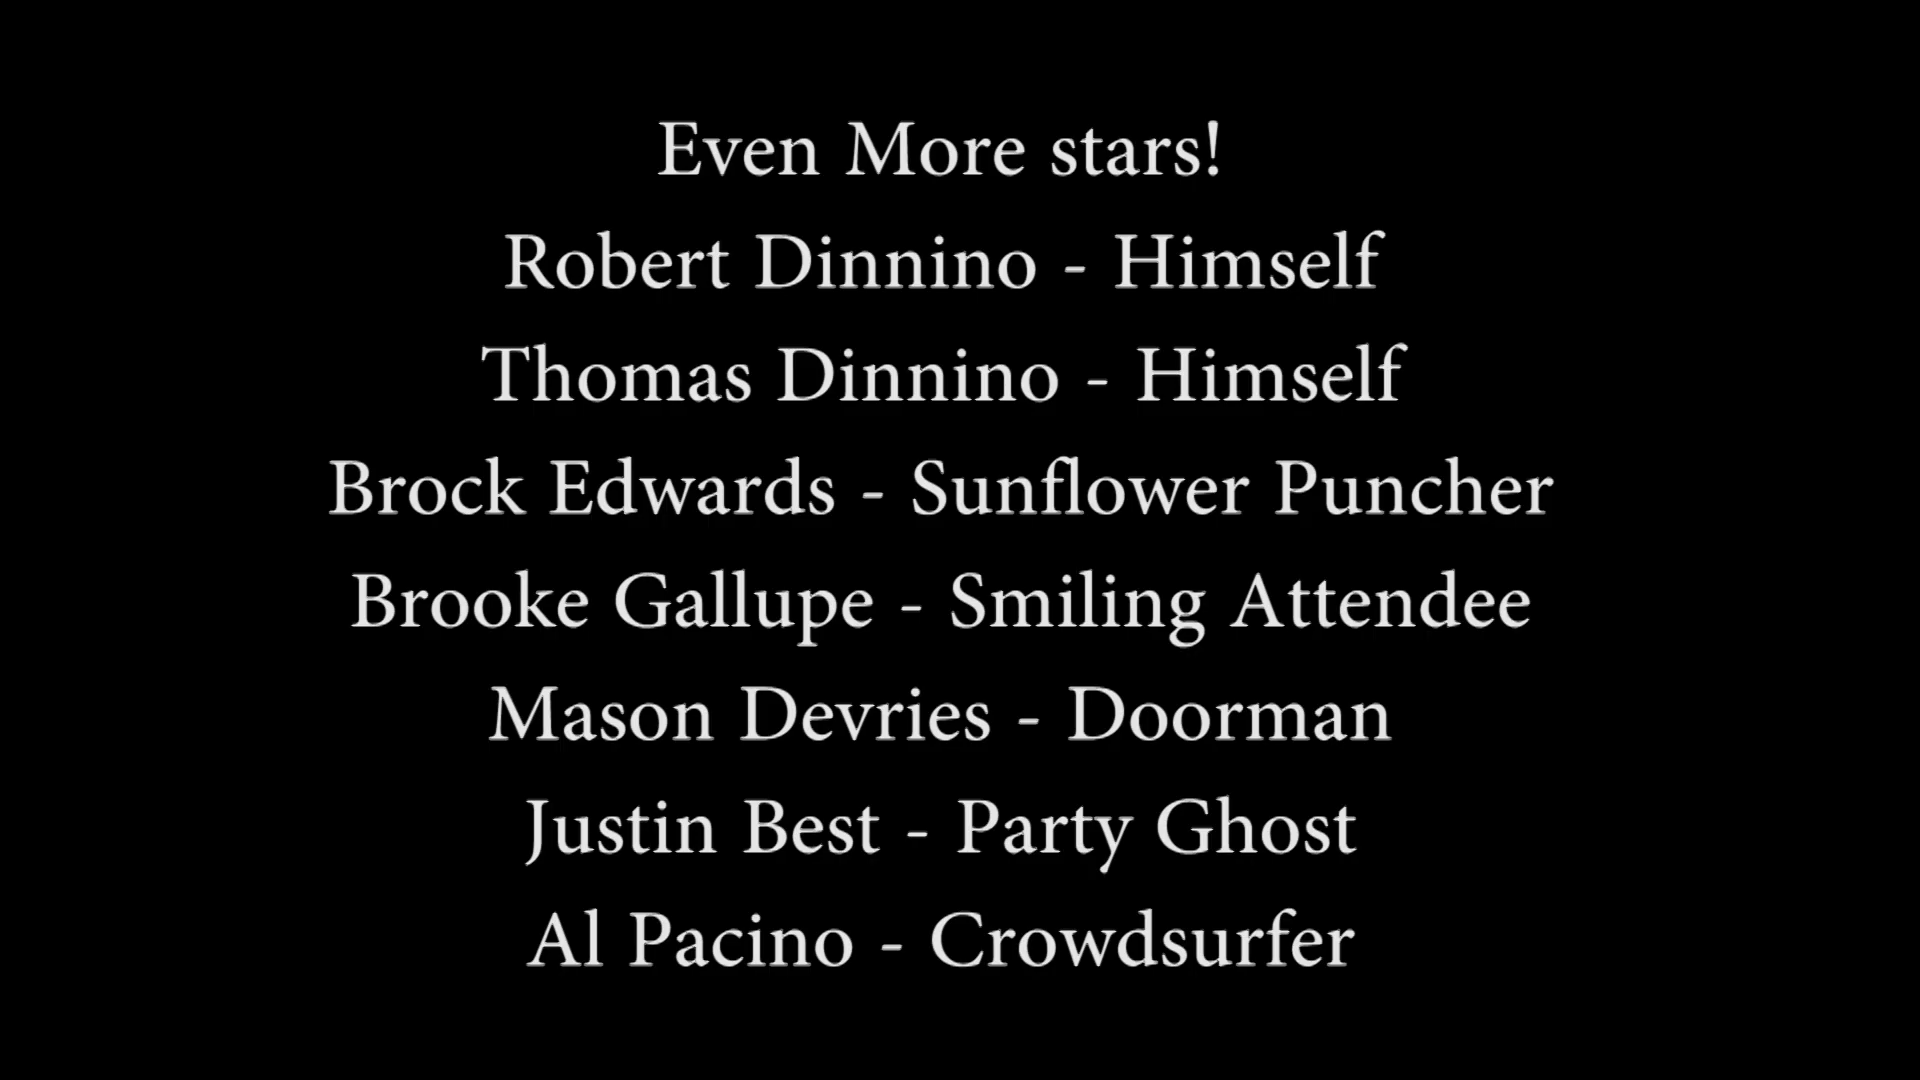 Even More stars!
Robert Dinnino - Himself
Thomas Dinnino - Himself
Brock Edwards - Sunflower Puncher
Brooke Gallupe - Smiling Attendee
Mason Devries - Doorman
Justin Best - Party Ghost
Al Pacino - Crowdsurfer